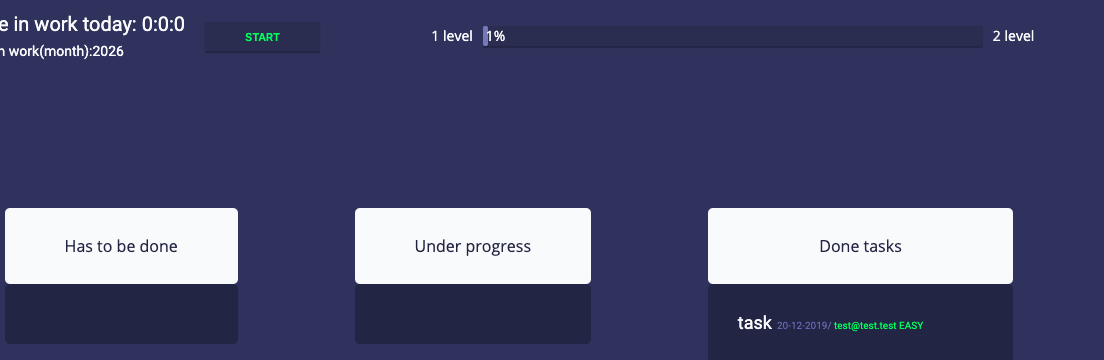 e in work today: 0:0:0
START
1 level
1%
2 level
n work(month):2026
Has to be done
Under progress
Done tasks
task 20-12-2019/ test@test.test EASY